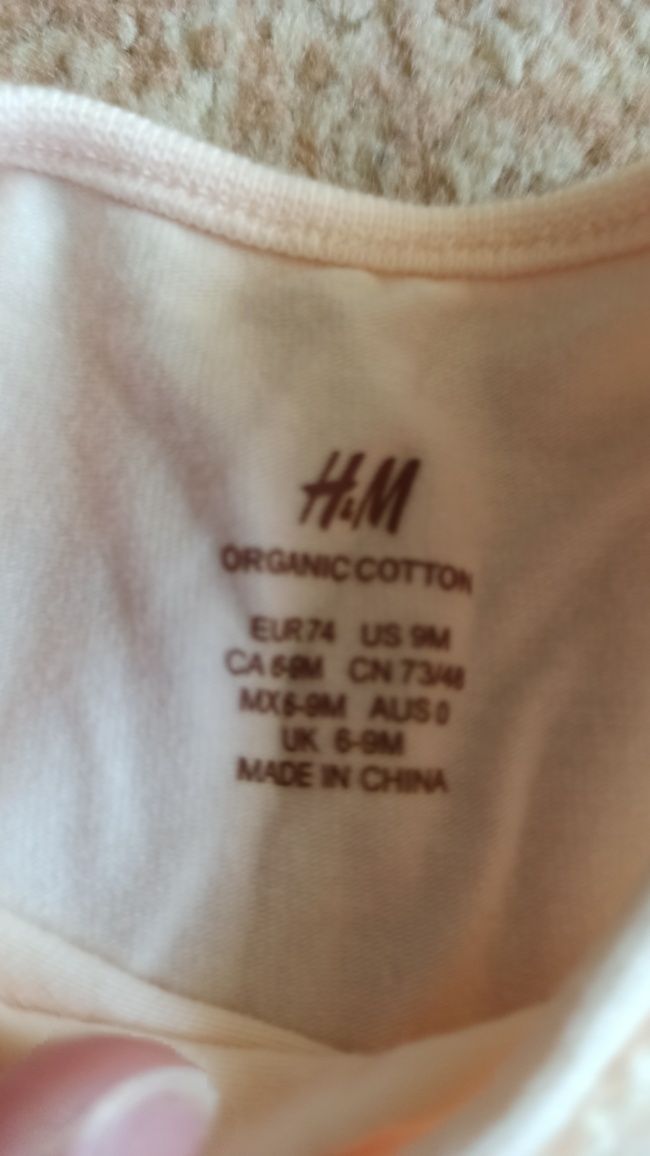 H&M
ORGANIC COTTON
EUR 74 US 9M
CA 6-9M CN 73/48
MX 6-9M AUS 0
UK 6-9M
MADE IN CHINA